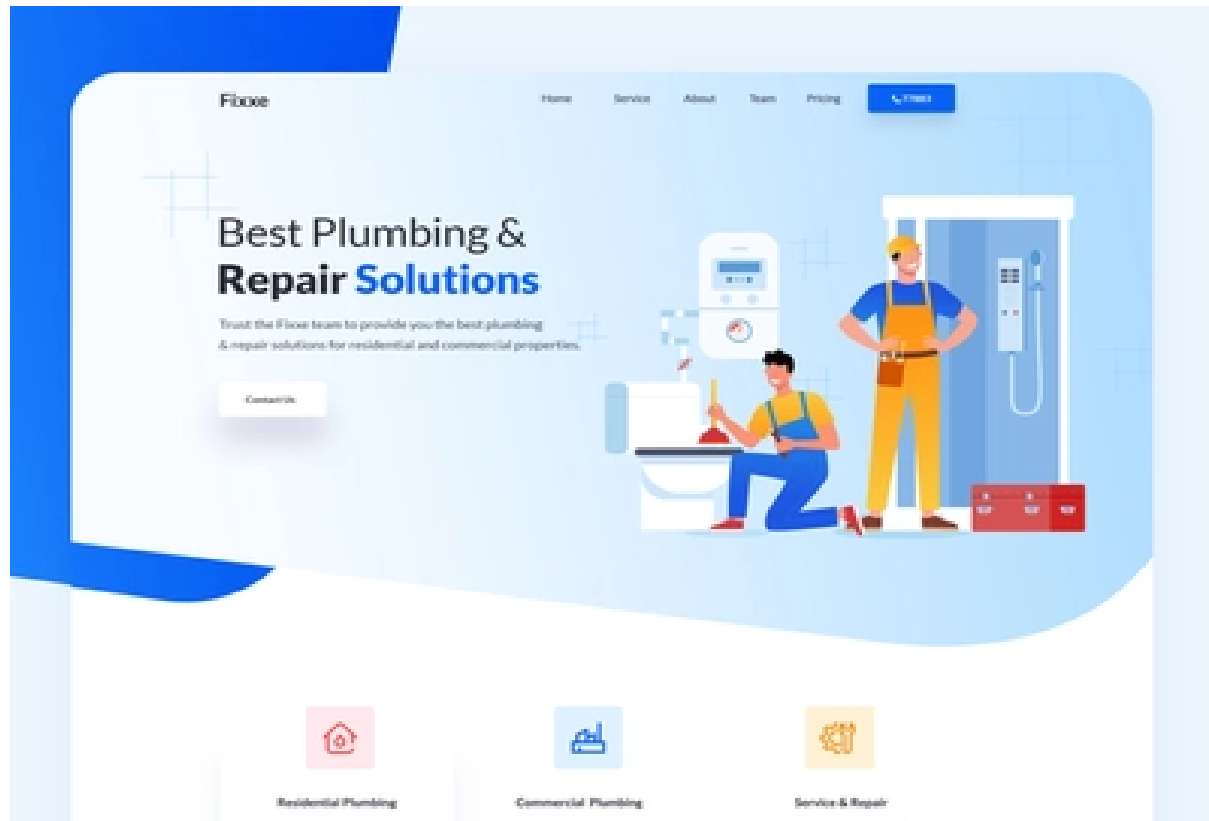 Fixxe
Home Service About Team Pricing
Best Plumbing &
Repair Solutions
Trust the Fixxe team to provide you the best plumbing
& repair solutions for residential and commercial properties.
Contact Us
Residential Plumbing
Commercial Plumbing
Service & Repair